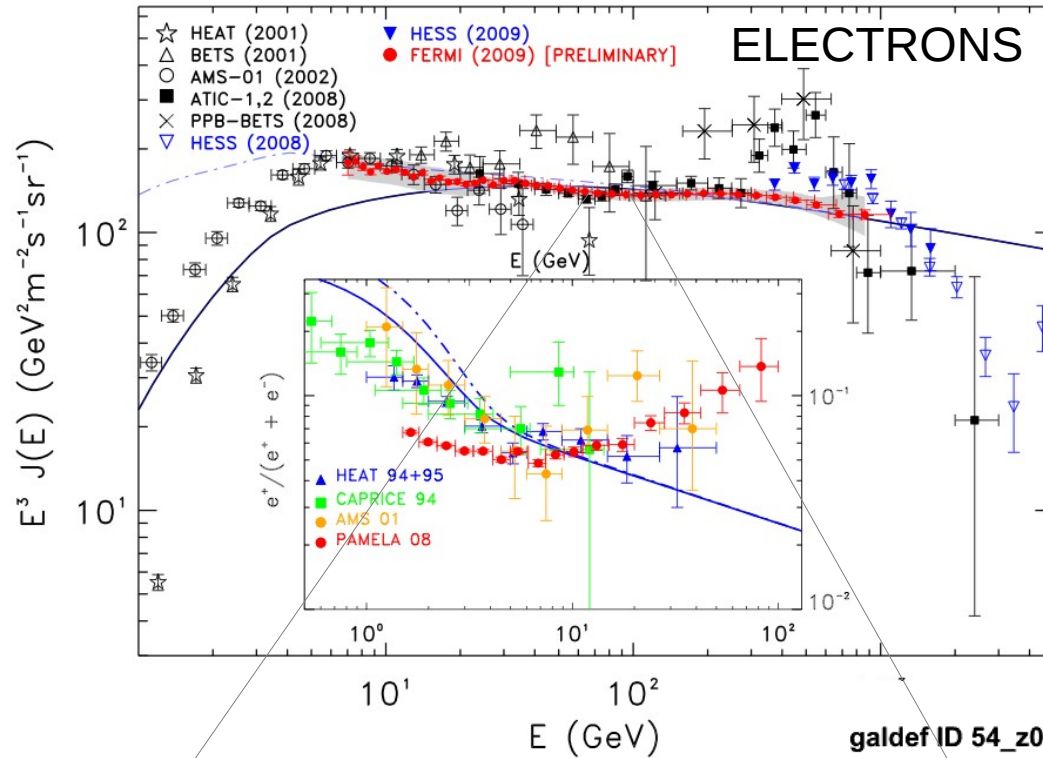 ELECTRONS
HEAT (2001)
BETS (2001)
AMS-01 (2002)
ATIC-1,2 (2008)
PPB-BETS (2008)
HESS (2008)
HESS (2009)
FERMI (2009) [PRELIMINARY]
E³ J(E) (GeV²m⁻²s⁻¹sr⁻¹)
10²
10¹
E (GeV)
e⁺/(e⁺ + e⁻)
10⁻¹
10⁻²
HEAT 94+95
CAPRICE 94
AMS 01
PAMELA 08
10⁰ 10¹ 10²
10¹ 10²
E (GeV)
galdef ID 54_z0